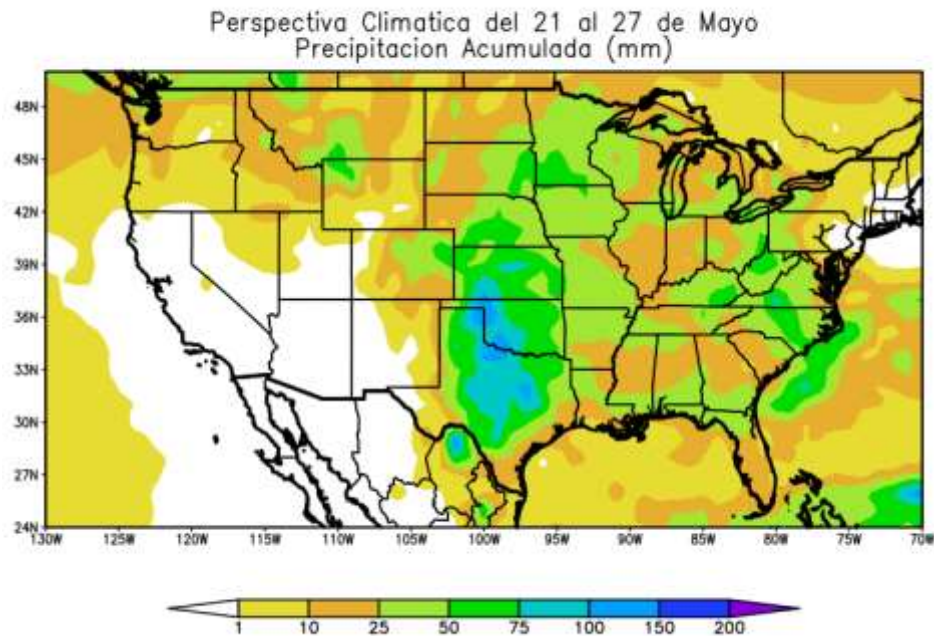 Perspectiva Climatica del 21 al 27 de Mayo
Precipitacion Acumulada (mm)
48N
45N
42N
39N
36N
33N
30N
27N
24N
130W 125W 120W 115W 110W 105W 100W 95W 90W 85W 80W 75W 70W
1 10 25 50 75 100 150 200